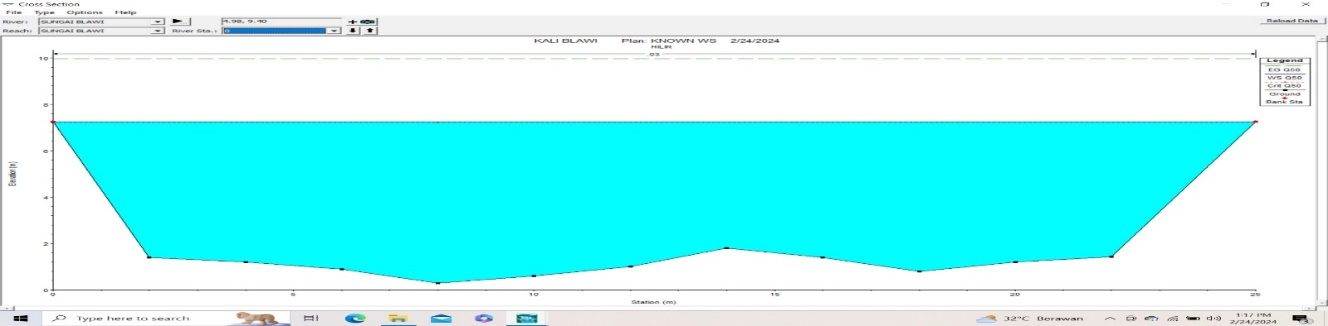 Cross Section
File Type Options Help
River: SUNGAI BLAWI 4.98, 9.40 Reload Data
Reach: SUNGAI BLAWI River Sta.: 0
KALI BLAWI Plan: KNOWN WS 2/24/2024
HILIR
.03
Legend
EG Q50
WS Q50
Crit Q50
Ground
Bank Sta
10
8
6
4
2
0
Elevation (m)
0 5 10 15 20 25
Station (m)
Type here to search
32°C Berawan
1:17 PM
2/24/2024